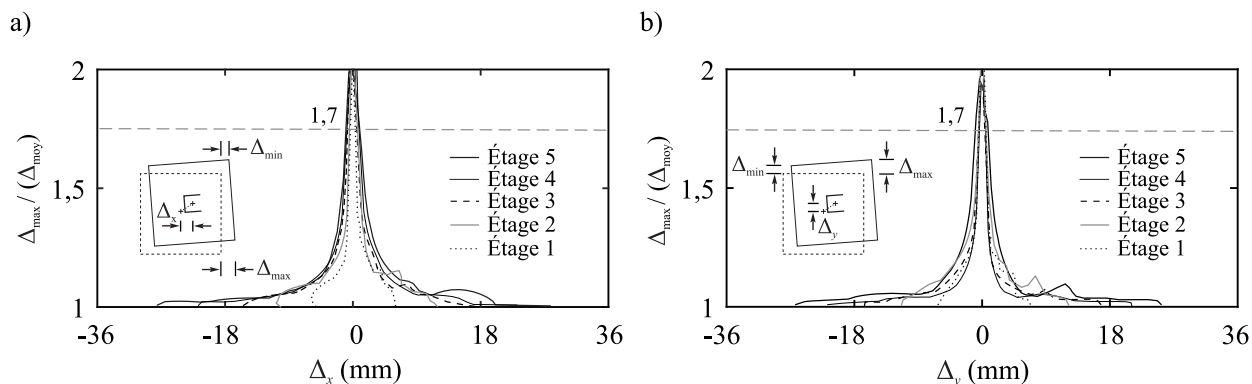 a)
2
1,7
1,5
1
Δmax / (Δmoy)
Δmin
Δx
Δmax
Étage 5
Étage 4
Étage 3
Étage 2
Étage 1
-36
-18
0
18
36
Δx (mm)
b)
2
1,7
1,5
1
Δmax / (Δmoy)
Δmin
Δmax
Δy
Étage 5
Étage 4
Étage 3
Étage 2
Étage 1
-36
-18
0
18
36
Δy (mm)